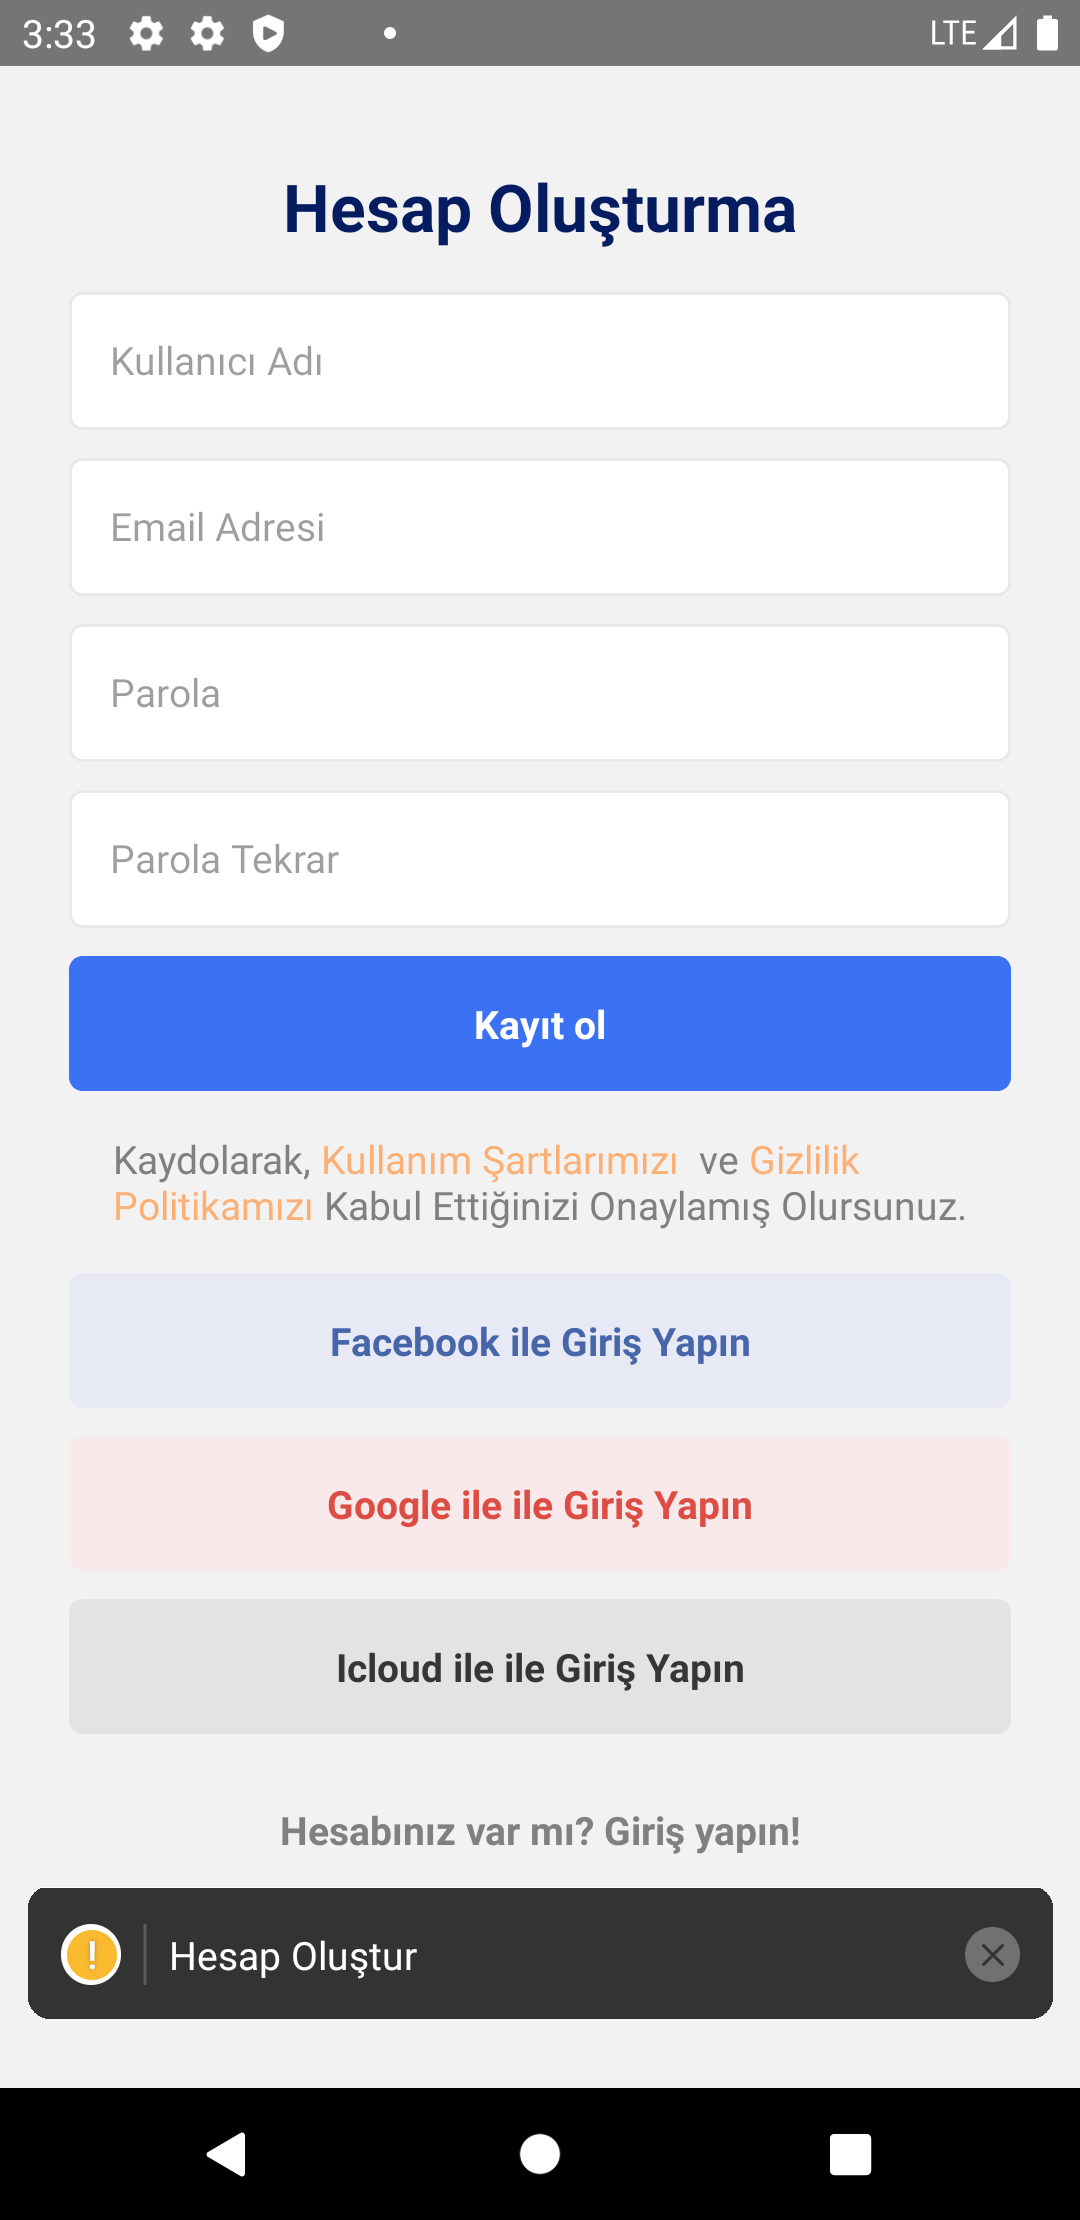 3:33
LTE
Hesap Oluşturma
Kullanıcı Adı
Email Adresi
Parola
Parola Tekrar
Kayıt ol
Kaydolarak, Kullanım Şartlarımızı ve Gizlilik
Politikamızı Kabul Ettiğinizi Onaylamış Olursunuz.
Facebook ile Giriş Yapın
Google ile ile Giriş Yapın
Icloud ile ile Giriş Yapın
Hesabınız var mı? Giriş yapın!
! Hesap Oluştur